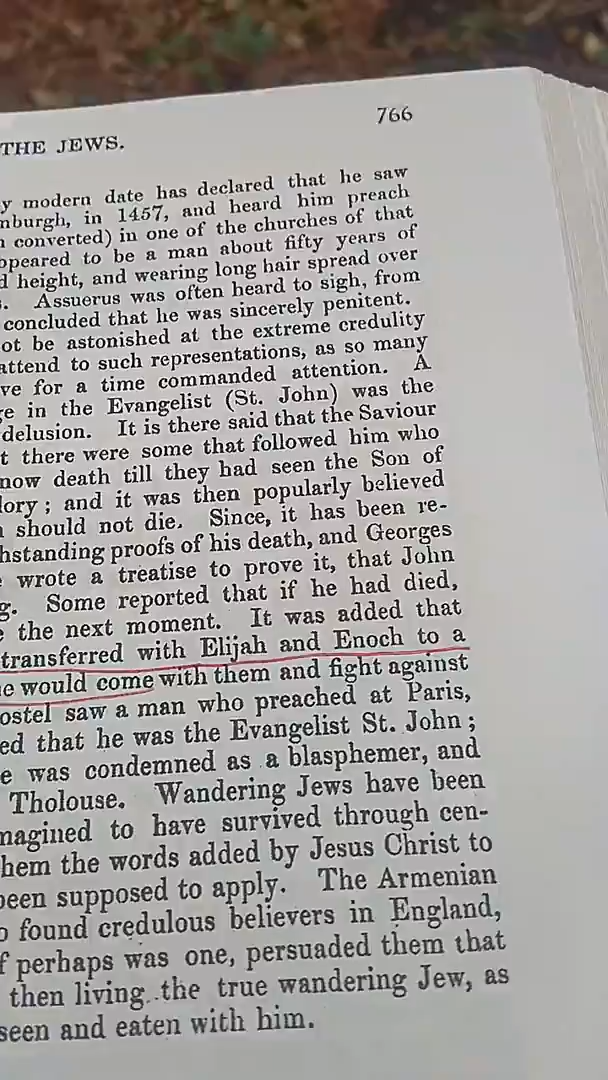 766
THE JEWS.
y modern date has declared that he saw
nburgh, in 1457, and heard him preach
converted) in one of the churches of that
ppeared to be a man about fifty years of
d height, and wearing long hair spread over
. Assuerus was often heard to sigh, from
concluded that he was sincerely penitent.
ot be astonished at the extreme credulity
attend to such representations, as so many
ve for a time commanded attention. A
ge in the Evangelist (St. John) was the
delusion. It is there said that the Saviour
t there were some that followed him who
now death till they had seen the Son of
lory; and it was then popularly believed
should not die. Since, it has been re-
hstanding proofs of his death, and Georges
wrote a treatise to prove it, that John
g. Some reported that if he had died,
the next moment. It was added that
transferred with Elijah and Enoch to a
e would come with them and fight against
ostel saw a man who preached at Paris,
ed that he was the Evangelist St. John;
e was condemned as a blasphemer, and
Tholouse. Wandering Jews have been
magined to have survived through cen-
hem the words added by Jesus Christ to
been supposed to apply. The Armenian
o found credulous believers in England,
f perhaps was one, persuaded them that
then living the true wandering Jew, as
seen and eaten with him.